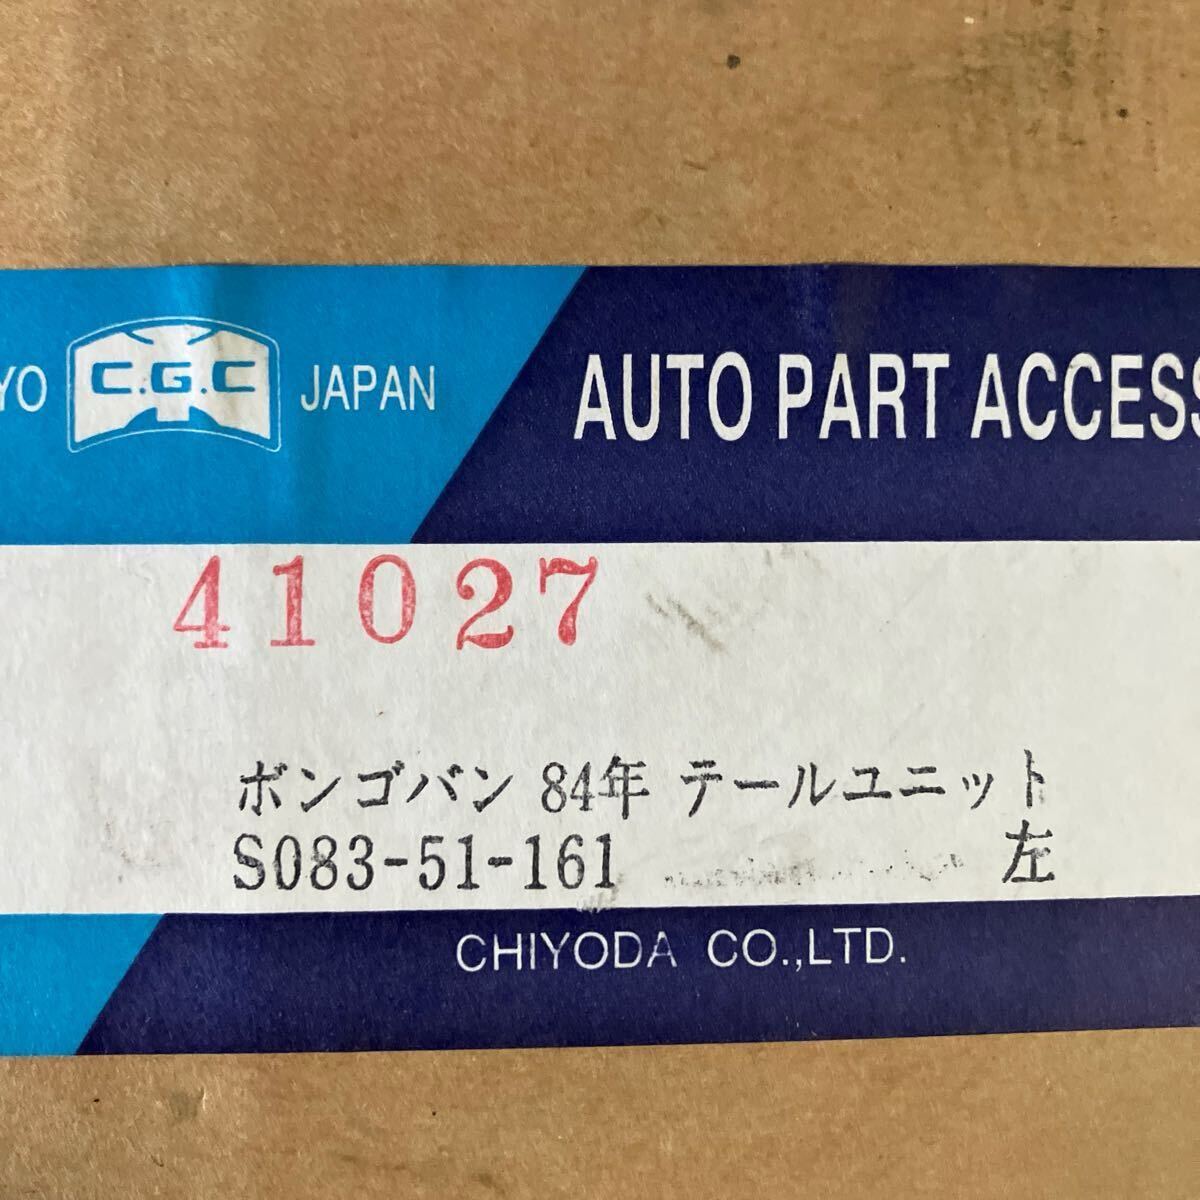 YO C.G.C JAPAN AUTO PART ACCESS
41027
ボンゴバン 84年 テールユニット
S083-51-161 左
CHIYODA CO.,LTD.